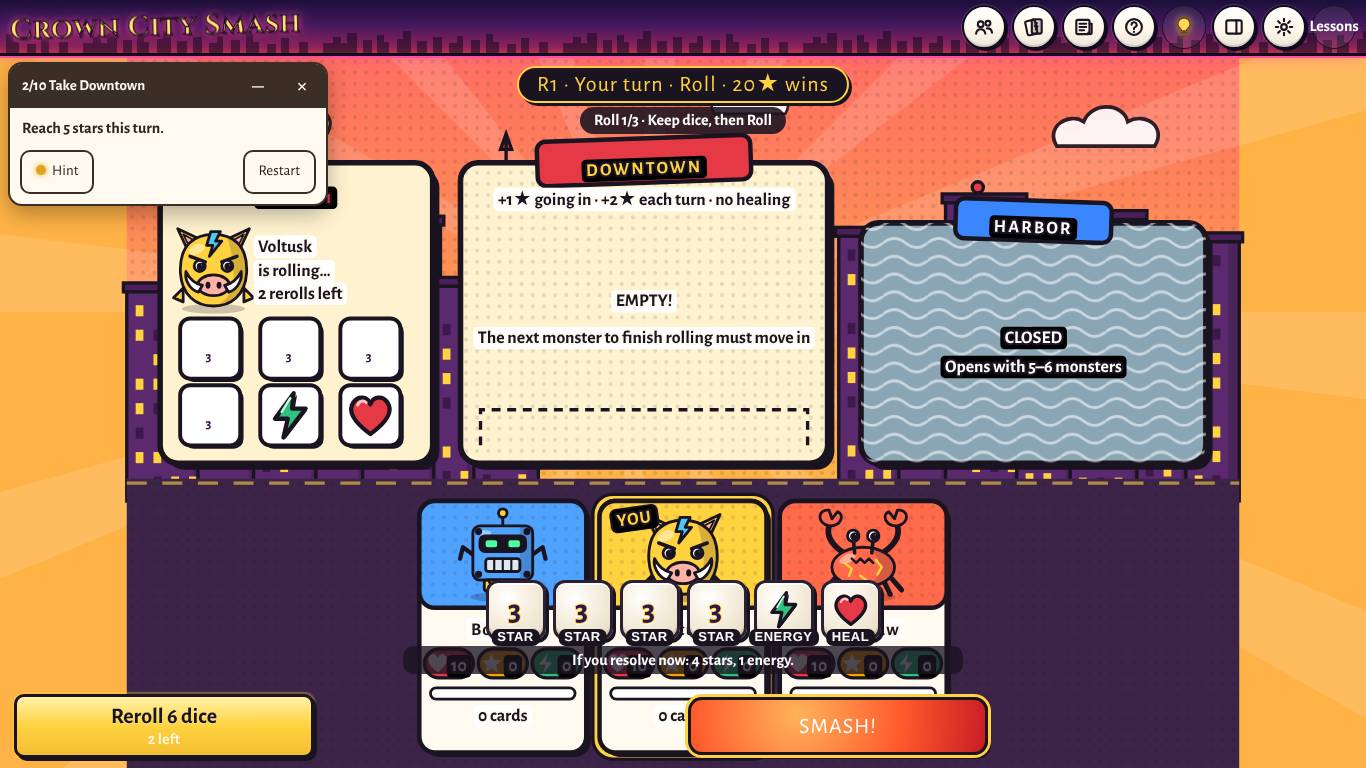 CROWN CITY SMASH
Lessons
2/10 Take Downtown
Reach 5 stars this turn.
Hint
Restart
R1 · Your turn · Roll · 20★ wins
Roll 1/3 · Keep dice, then Roll
Voltusk
is rolling...
2 rerolls left
3
3
3
3
DOWNTOWN
+1★ going in · +2★ each turn · no healing
EMPTY!
The next monster to finish rolling must move in
HARBOR
CLOSED
Opens with 5–6 monsters
YOU
3
STAR
3
STAR
3
STAR
3
STAR
ENERGY
HEAL
If you resolve now: 4 stars, 1 energy.
10
0
0
0
0
10
0
0
0 cards
0 ca
Reroll 6 dice
2 left
SMASH!